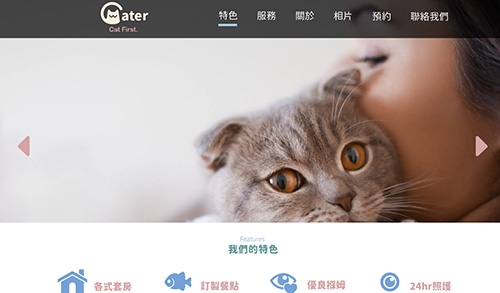 Cater
Cat First.
特色 服務 關於 相片 預約 聯絡我們
Features
我們的特色
各式套房 訂製餐點 優良褓姆 24hr照護